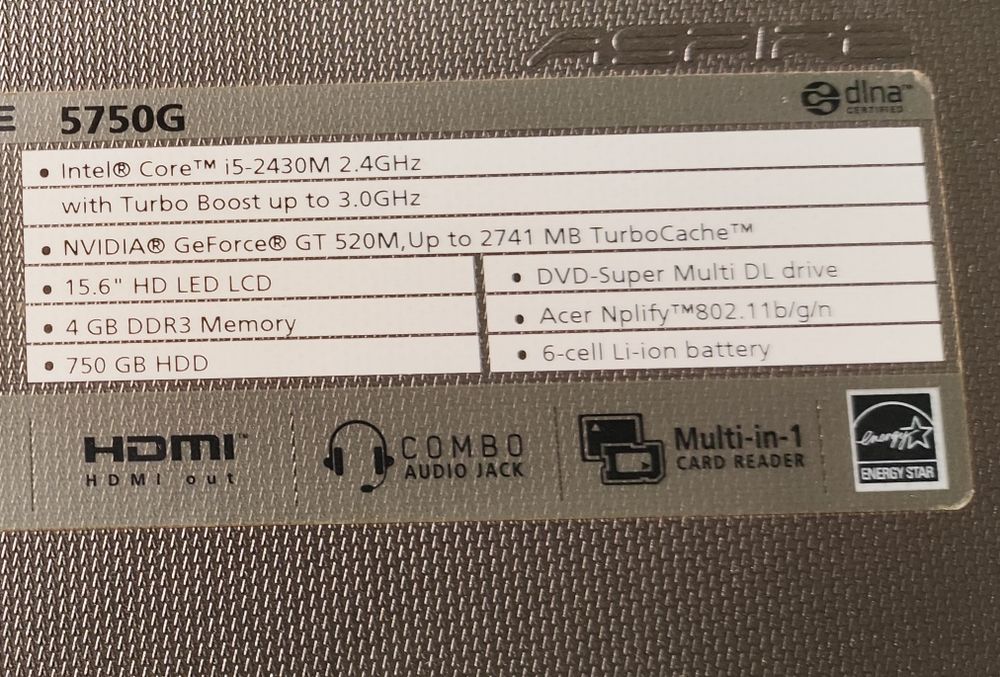 ASPIRE
E 5750G
dlna™
CERTIFIED
• Intel® Core™ i5-2430M 2.4GHz
with Turbo Boost up to 3.0GHz
• NVIDIA® GeForce® GT 520M,Up to 2741 MB TurboCache™
• 15.6" HD LED LCD
• DVD-Super Multi DL drive
• 4 GB DDR3 Memory
• Acer Nplify™802.11b/g/n
• 750 GB HDD
• 6-cell Li-ion battery
HDMI™
HDMI out
COMBO
AUDIO JACK
Multi-in-1
CARD READER
energy
ENERGY STAR